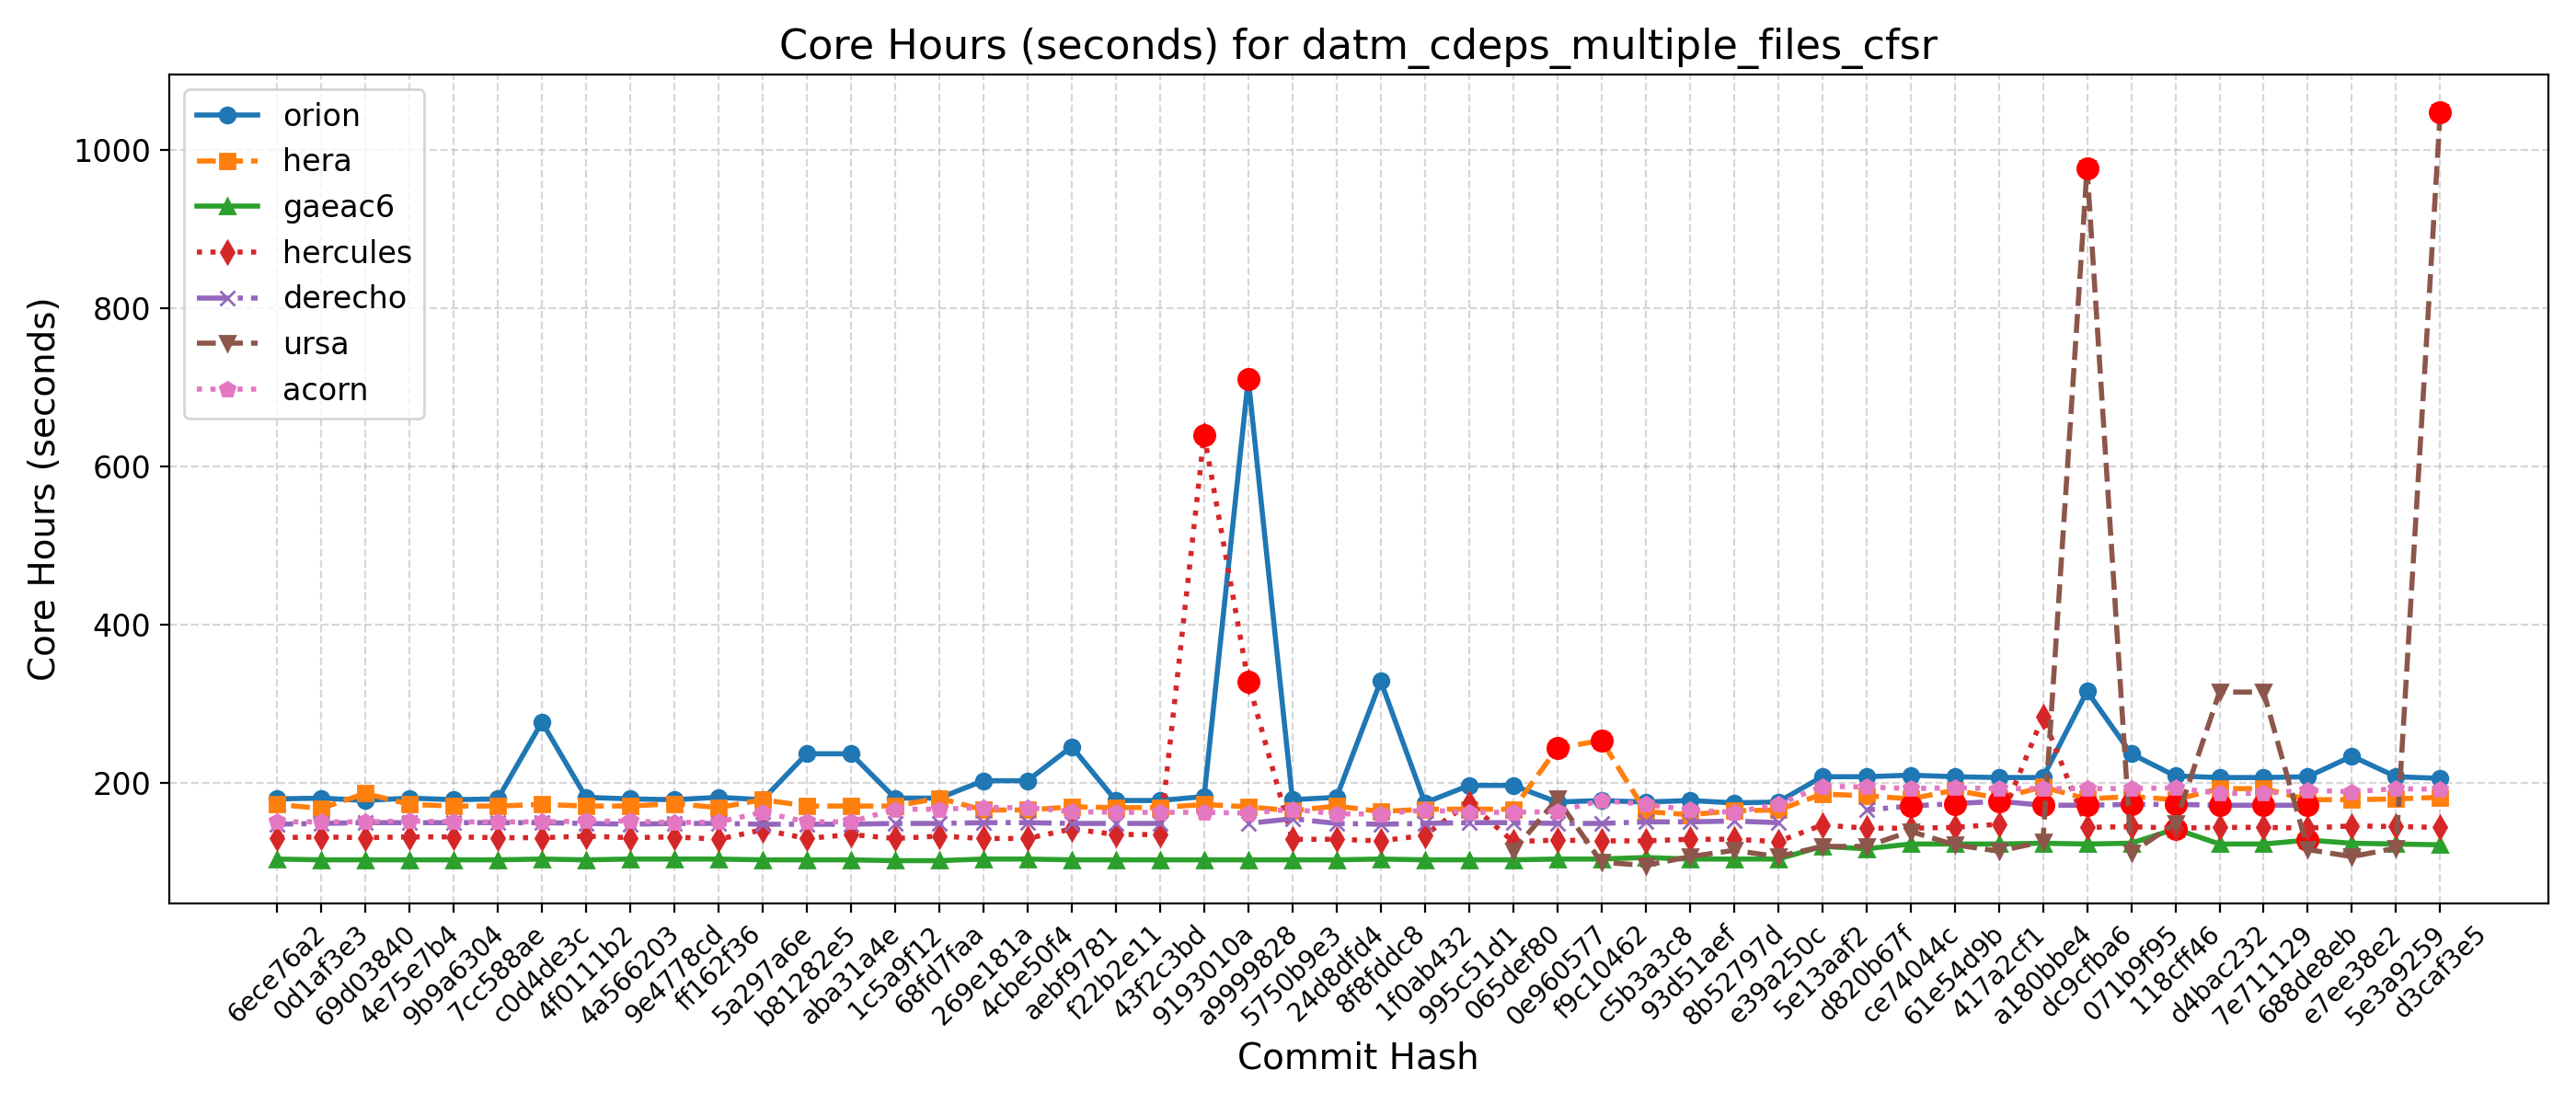 Core Hours (seconds) for datm_cdeps_multiple_files_cfsr
Core Hours (seconds)
1000
800
600
400
200
orion
hera
gaeac6
hercules
derecho
ursa
acorn
6ece76a2
0d1af3e3
69d03840
4e75e7b4
9b9a6304
7cc588ae
c0d4de3c
4f0111b2
4a566203
9e4778cd
ff162f36
5a297a6e
b81282e5
aba31a4e
1c5a9f12
68fd7faa
269e181a
4cbe50f4
aebf9781
f22b2e11
43f2c3bd
9193010a
a9999828
5750b9e3
24d8dfd4
8f8fddc8
1f0ab432
995c51d1
065def80
0e960577
f9c10462
c5b3a3c8
93d51aef
8b52797d
e39a250c
5e13aaf2
d820b67f
ce74044c
61e54d9b
417a2cf1
a180bbe4
dc9cfba6
071b9f95
118cff46
d4bac232
7e711129
688de8eb
e7ee38e2
5e3a9259
d3caf3e5
Commit Hash